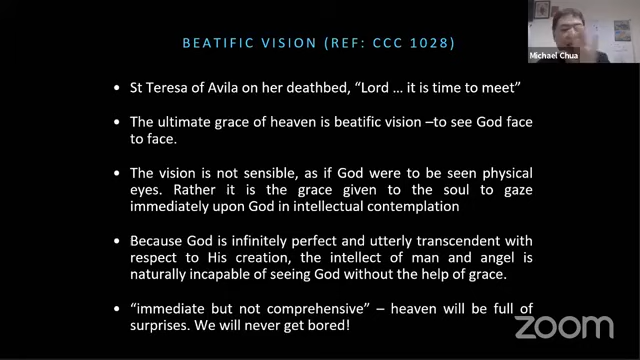 BEATIFIC VISION (REF: CCC 1028)
Michael Chua
• St Teresa of Avila on her deathbed, “Lord ... it is time to meet”
• The ultimate grace of heaven is beatific vision –to see God face
to face.
• The vision is not sensible, as if God were to be seen physical
eyes. Rather it is the grace given to the soul to gaze
immediately upon God in intellectual contemplation
• Because God is infinitely perfect and utterly transcendent with
respect to His creation, the intellect of man and angel is
naturally incapable of seeing God without the help of grace.
• “immediate but not comprehensive” – heaven will be full of
surprises. We will never get bored!
zoom